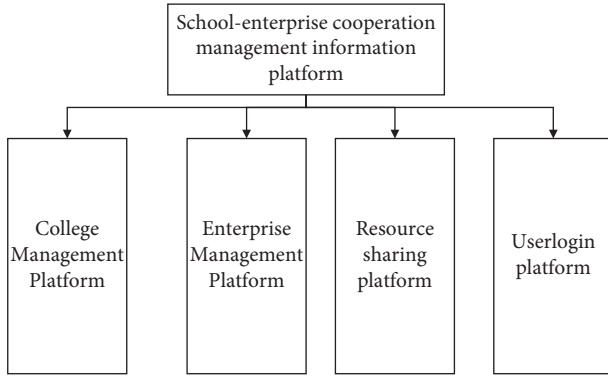 School-enterprise cooperation
management information
platform
College
Management
Platform
Enterprise
Management
Platform
Resource
sharing
platform
Userlogin
platform